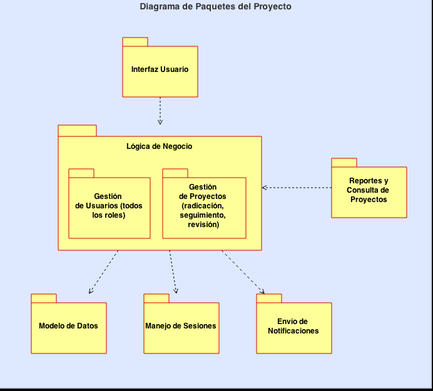 Diagrama de Paquetes del Proyecto
Interfaz Usuario
Lógica de Negocio
Gestión
de Usuarios (todos
los roles)
Gestión
de Proyectos
(radicación,
seguimiento,
revisión)
Reportes y
Consulta de
Proyectos
Modelo de Datos
Manejo de Sesiones
Envío de
Notificaciones